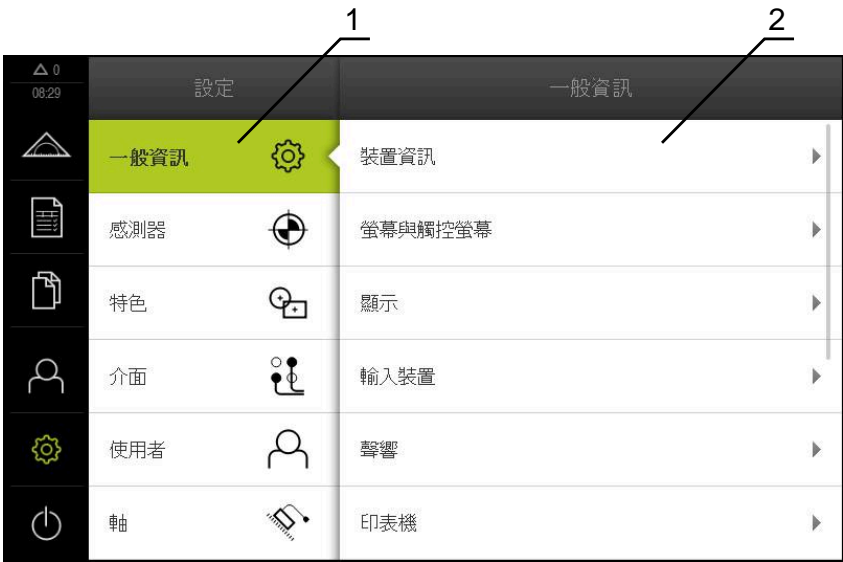 1
2
0
08:29
設定
一般資訊
一般資訊
裝置資訊
感測器
螢幕與觸控螢幕
特色
顯示
介面
輸入裝置
使用者
聲響
軸
印表機